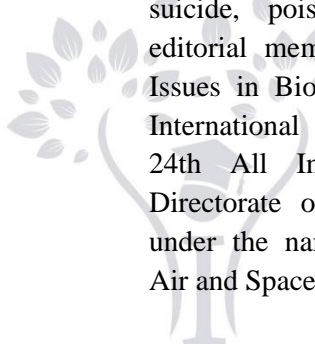 suicide, pois
editorial mem
Issues in Bio
International
24th All In
Directorate o
under the nar
Air and Space